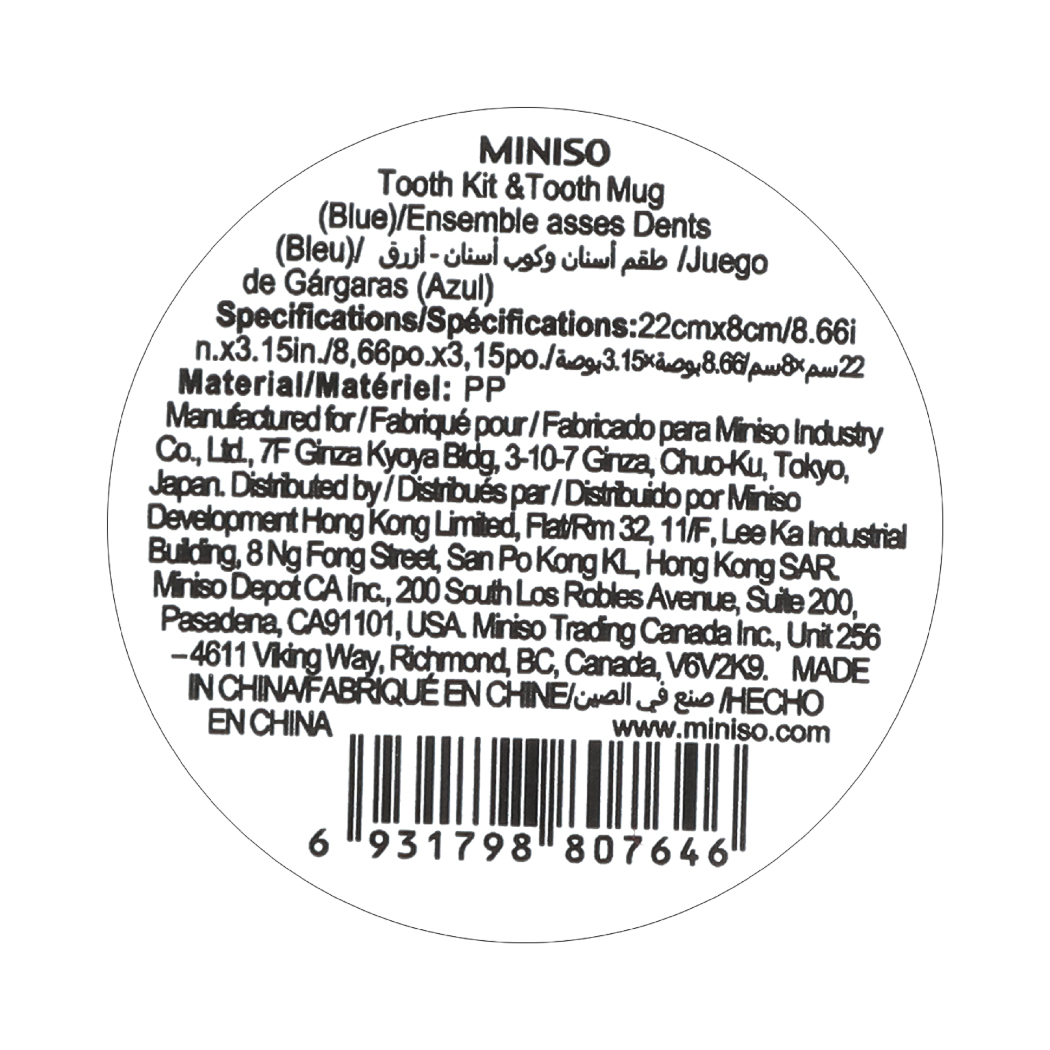 MINISO
Tooth Kit &Tooth Mug
(Blue)/Ensemble asses Dents
(Bleu)/ طقم أسنان وكوب أسنان - أزرق /Juego
de Gárgaras (Azul)
Specifications/Spécifications:22cmx8cm/8.66i
n.x3.15in./8,66po.x3,15po./22سم×8سم/8.66بوصة×3.15بوصة
Material/Matériel: PP
Manufactured for / Fabriqué pour / Fabricado para Miniso Industry
Co., Ltd., 7F Ginza Kyoya Bldg, 3-10-7 Ginza, Chuo-Ku, Tokyo,
Japan. Distributed by / Distribués par / Distribuido por Miniso
Development Hong Kong Limited, Flat/Rm 32, 11/F, Lee Ka Industrial
Building, 8 Ng Fong Street, San Po Kong KL, Hong Kong SAR.
Miniso Depot CA Inc., 200 South Los Robles Avenue, Suite 200,
Pasadena, CA91101, USA. Miniso Trading Canada Inc., Unit 256
–4611 Viking Way, Richmond, BC, Canada, V6V2K9. MADE
IN CHINA/FABRIQUÉ EN CHINE/صنع في الصين /HECHO
EN CHINA www.miniso.com
6 931798 807646